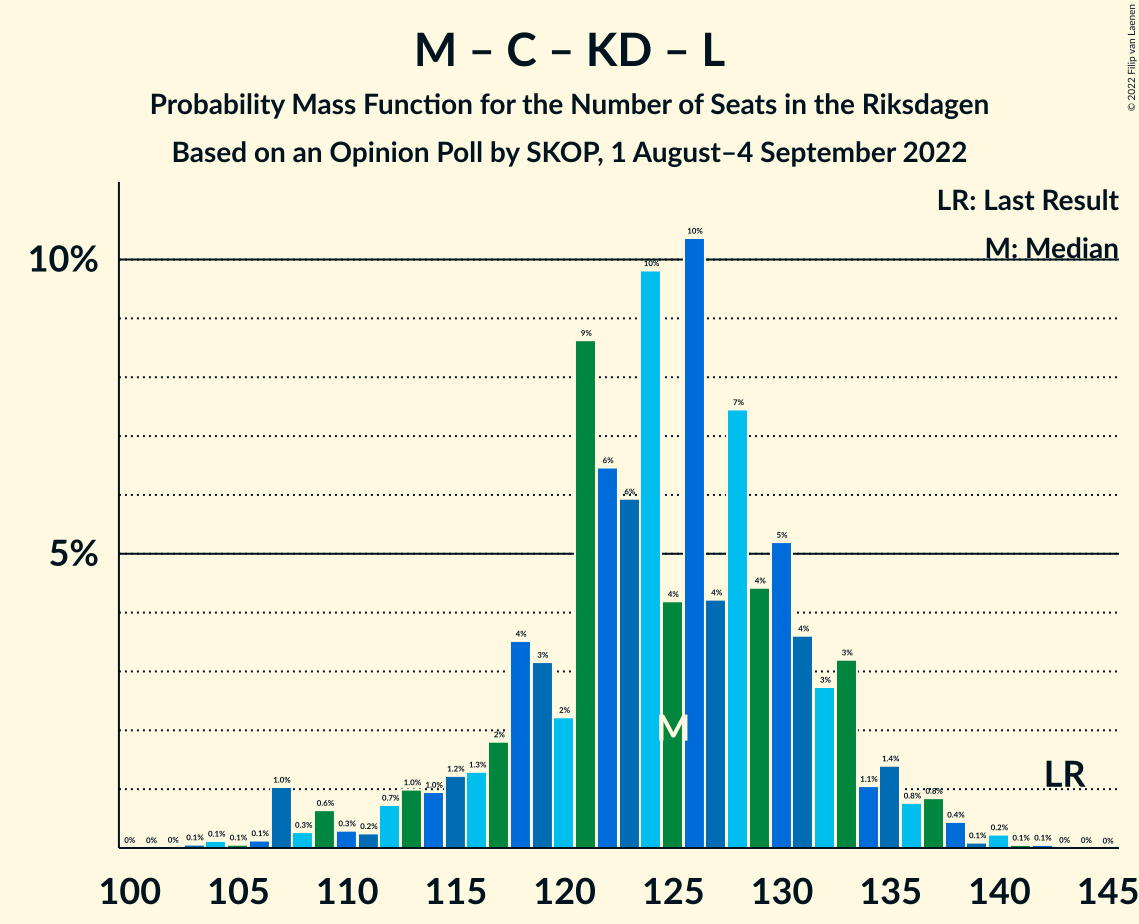 M – C – KD – L
Probability Mass Function for the Number of Seats in the Riksdagen
Based on an Opinion Poll by SKOP, 1 August–4 September 2022
© 2022 Filip van Laenen
LR: Last Result
M: Median
10%
5%
0% 0% 0% 0.1% 0.1% 0.1% 0.1% 1.0% 0.3% 0.6% 0.3% 0.2% 0.7% 1.0% 1.0% 1.2% 1.3% 2% 4% 3% 2% 9% 6% 6% 10% 4% 10% 4% 7% 4% 5% 4% 3% 3% 1.1% 1.4% 0.8% 0.8% 0.4% 0.1% 0.2% 0.1% 0.1% 0% 0% 0%
M
LR
100 105 110 115 120 125 130 135 140 145